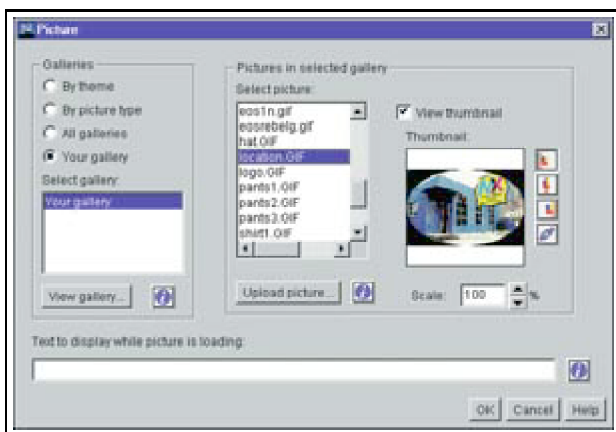 Picture
Galleries
By theme
By picture type
All galleries
Your gallery
Select gallery:
Your gallery
View gallery...
Pictures in selected gallery
Select picture:
eos1n.gif
eosrebelg.gif
hat.GIF
location.GIF
logo.GIF
pants1.GIF
pants2.GIF
pants3.GIF
shirt1.GIF
Upload picture...
View thumbnail
Thumbnail:
Scale: 100 %
Text to display while picture is loading:
OK Cancel Help